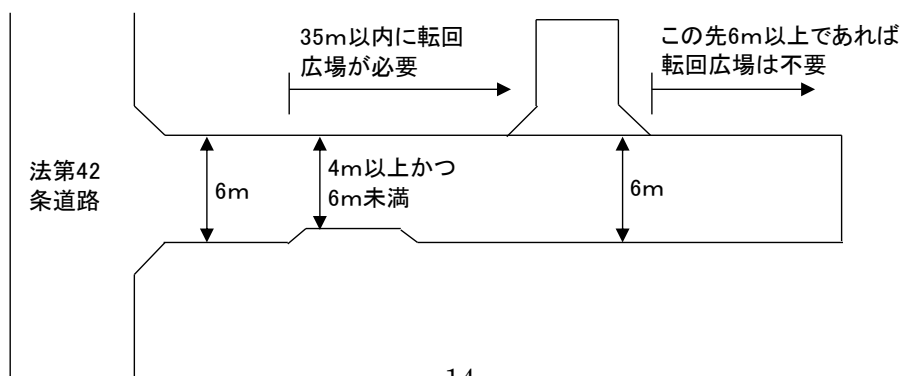 35m以内に転回
広場が必要
この先6m以上であれば
転回広場は不要
法第42
条道路
6m
4m以上かつ
6m未満
6m
14